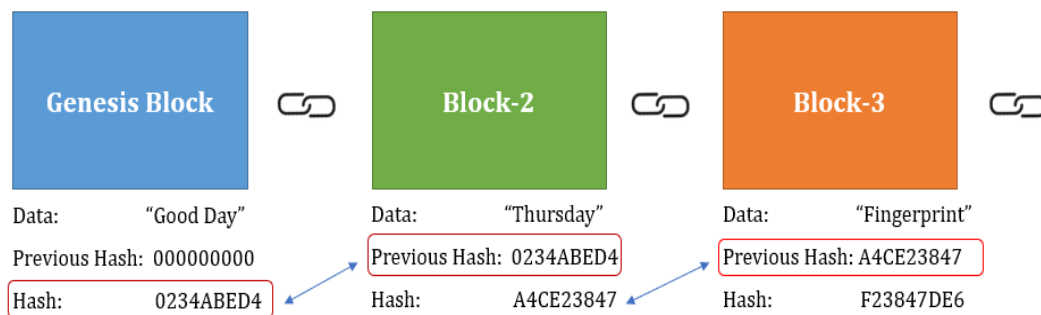 Genesis Block
Block-2
Block-3
Data: “Good Day”
Previous Hash: 000000000
Hash: 0234ABED4
Data: “Thursday”
Previous Hash: 0234ABED4
Hash: A4CE23847
Data: “Fingerprint”
Previous Hash: A4CE23847
Hash: F23847DE6